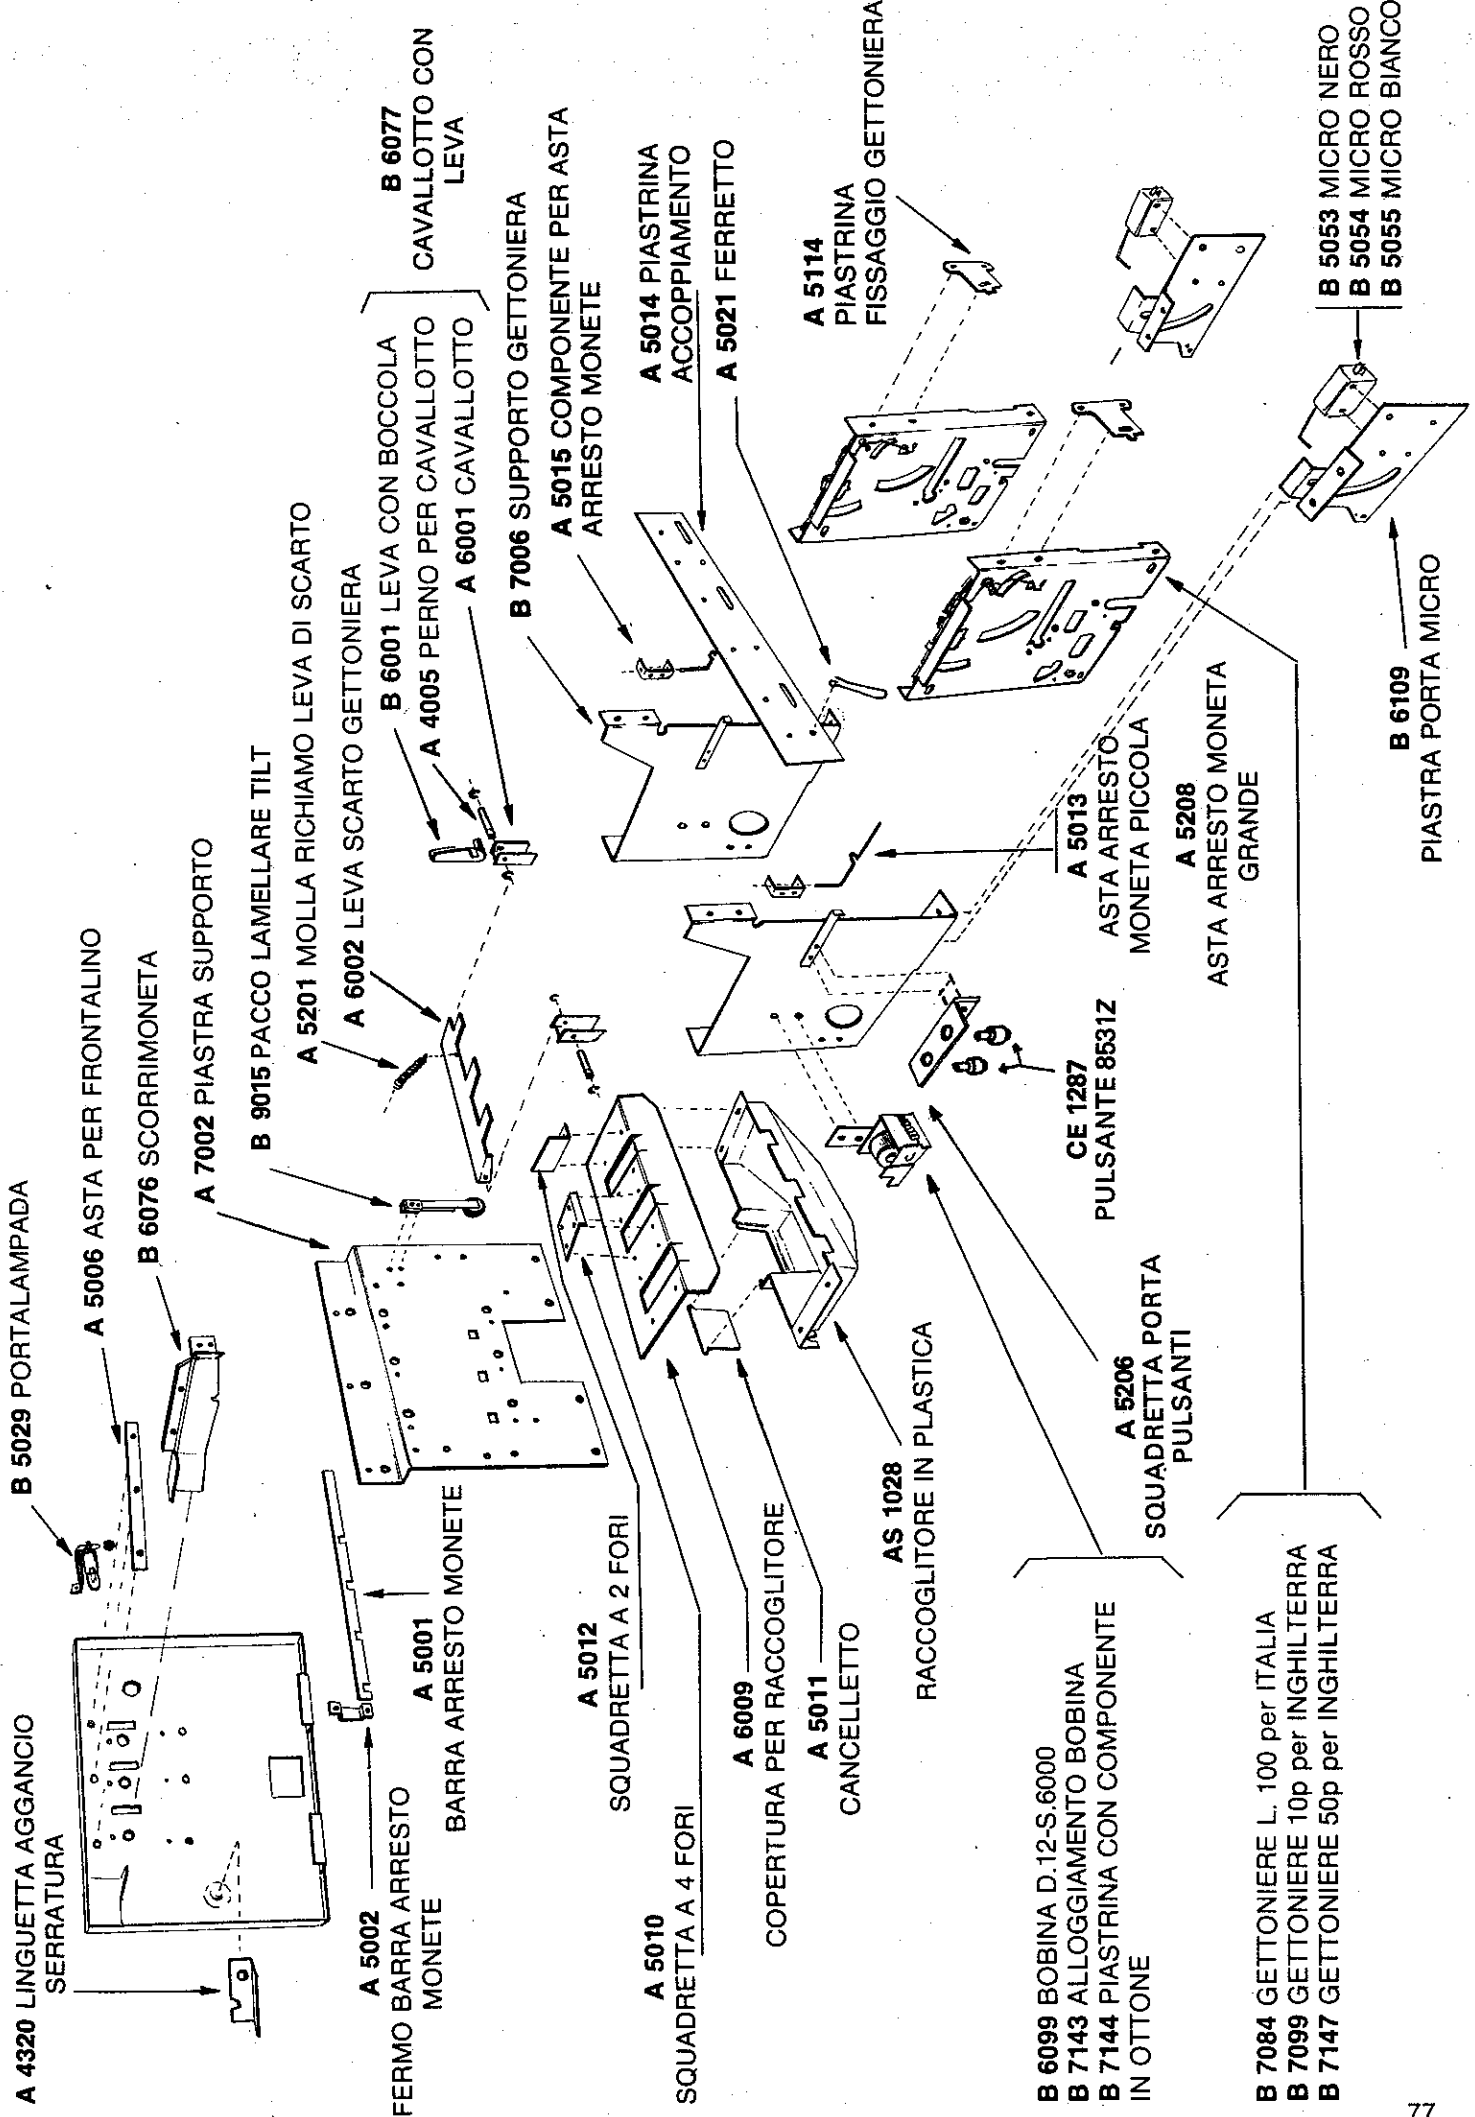 A 4320 LINGUETTA AGGANCIO
SERRATURA
B 5029 PORTALAMPADA
A 5006 ASTA PER FRONTALINO
B 6076 SCORRIMONETA
A 7002 PIASTRA SUPPORTO
B 9015 PACCO LAMELLARE TILT
A 5201 MOLLA RICHIAMO LEVA DI SCARTO
A 6002 LEVA SCARTO GETTONIERA
B 6001 LEVA CON BOCCOLA
A 4005 PERNO PER CAVALLOTTO
A 6001 CAVALLOTTO
B 6077
CAVALLOTTO CON
LEVA
B 7006 SUPPORTO GETTONIERA
A 5015 COMPONENTE PER ASTA
ARRESTO MONETE
A 5014 PIASTRINA
ACCOPPIAMENTO
A 5021 FERRETTO
A 5114
PIASTRINA
FISSAGGIO GETTONIERA
A 5002
FERMO BARRA ARRESTO
MONETE
A 5001
BARRA ARRESTO MONETE
A 5012
SQUADRETTA A 2 FORI
A 5010
SQUADRETTA A 4 FORI
A 6009
COPERTURA PER RACCOGLITORE
A 5011
CANCELLETTO
AS 1028
RACCOGLITORE IN PLASTICA
A 5206
SQUADRETTA PORTA
PULSANTI
CE 1287
PULSANTE 8531Z
A 5013
ASTA ARRESTO
MONETA PICCOLA
A 5208
ASTA ARRESTO MONETA
GRANDE
B 6109
PIASTRA PORTA MICRO
B 5053 MICRO NERO
B 5054 MICRO ROSSO
B 5055 MICRO BIANCO
B 6099 BOBINA D.12-S.6000
B 7143 ALLOGGIAMENTO BOBINA
B 7144 PIASTRINA CON COMPONENTE
IN OTTONE
B 7084 GETTONIERE L. 100 per ITALIA
B 7099 GETTONIERE 10p per INGHILTERRA
B 7147 GETTONIERE 50p per INGHILTERRA
77